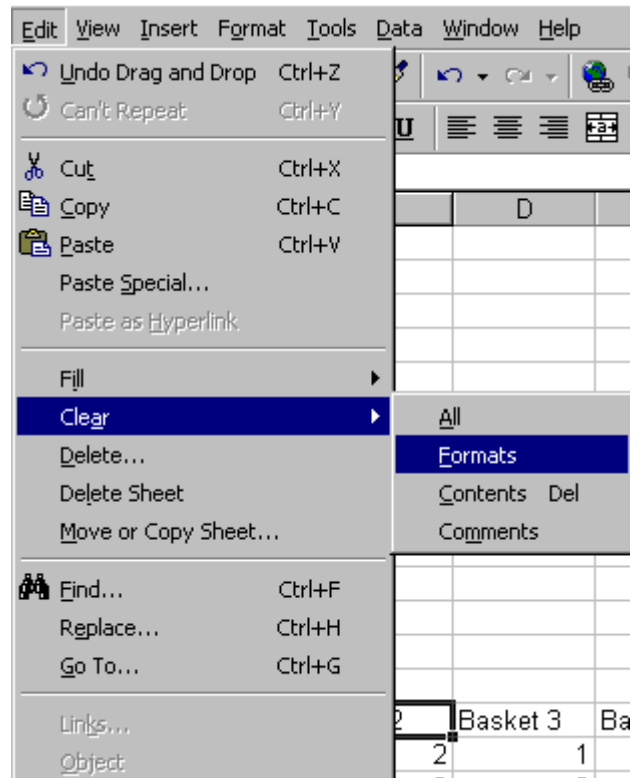 Edit View Insert Format Tools Data Window Help
Undo Drag and Drop Ctrl+Z
Can't Repeat Ctrl+Y
U
Cut Ctrl+X
Copy Ctrl+C
D
Paste Ctrl+V
Paste Special...
Paste as Hyperlink
Fill
Clear
All
Delete...
Formats
Delete Sheet
Contents Del
Move or Copy Sheet...
Comments
Find... Ctrl+F
Replace... Ctrl+H
Go To... Ctrl+G
Links...
2 Basket 3 Ba
Object
2 1